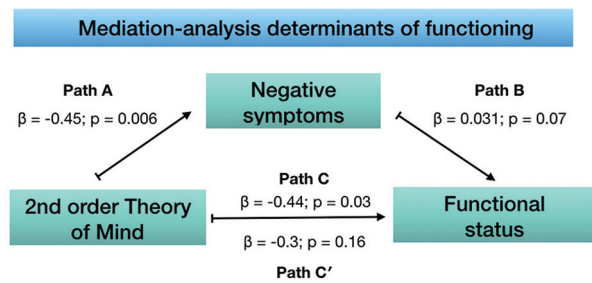 Mediation-analysis determinants of functioning
Path A
β = -0.45; p = 0.006
Negative
symptoms
Path B
β = 0.031; p = 0.07
2nd order Theory
of Mind
Path C
β = -0.44; p = 0.03
β = -0.3; p = 0.16
Path C′
Functional
status